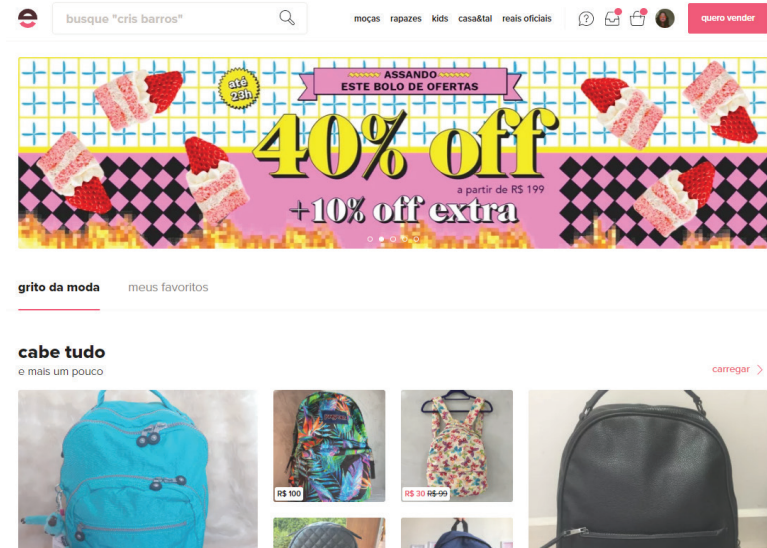 e
busque "cris barros"
moças rapazes kids casa&tal reais oficiais
quero vender
até 23h
ASSANDO
ESTE BOLO DE OFERTAS
40% off
a partir de R$ 199
+10% off extra
grito da moda meus favoritos
cabe tudo
e mais um pouco
carregar
R$ 100
R$ 30 R$ 99